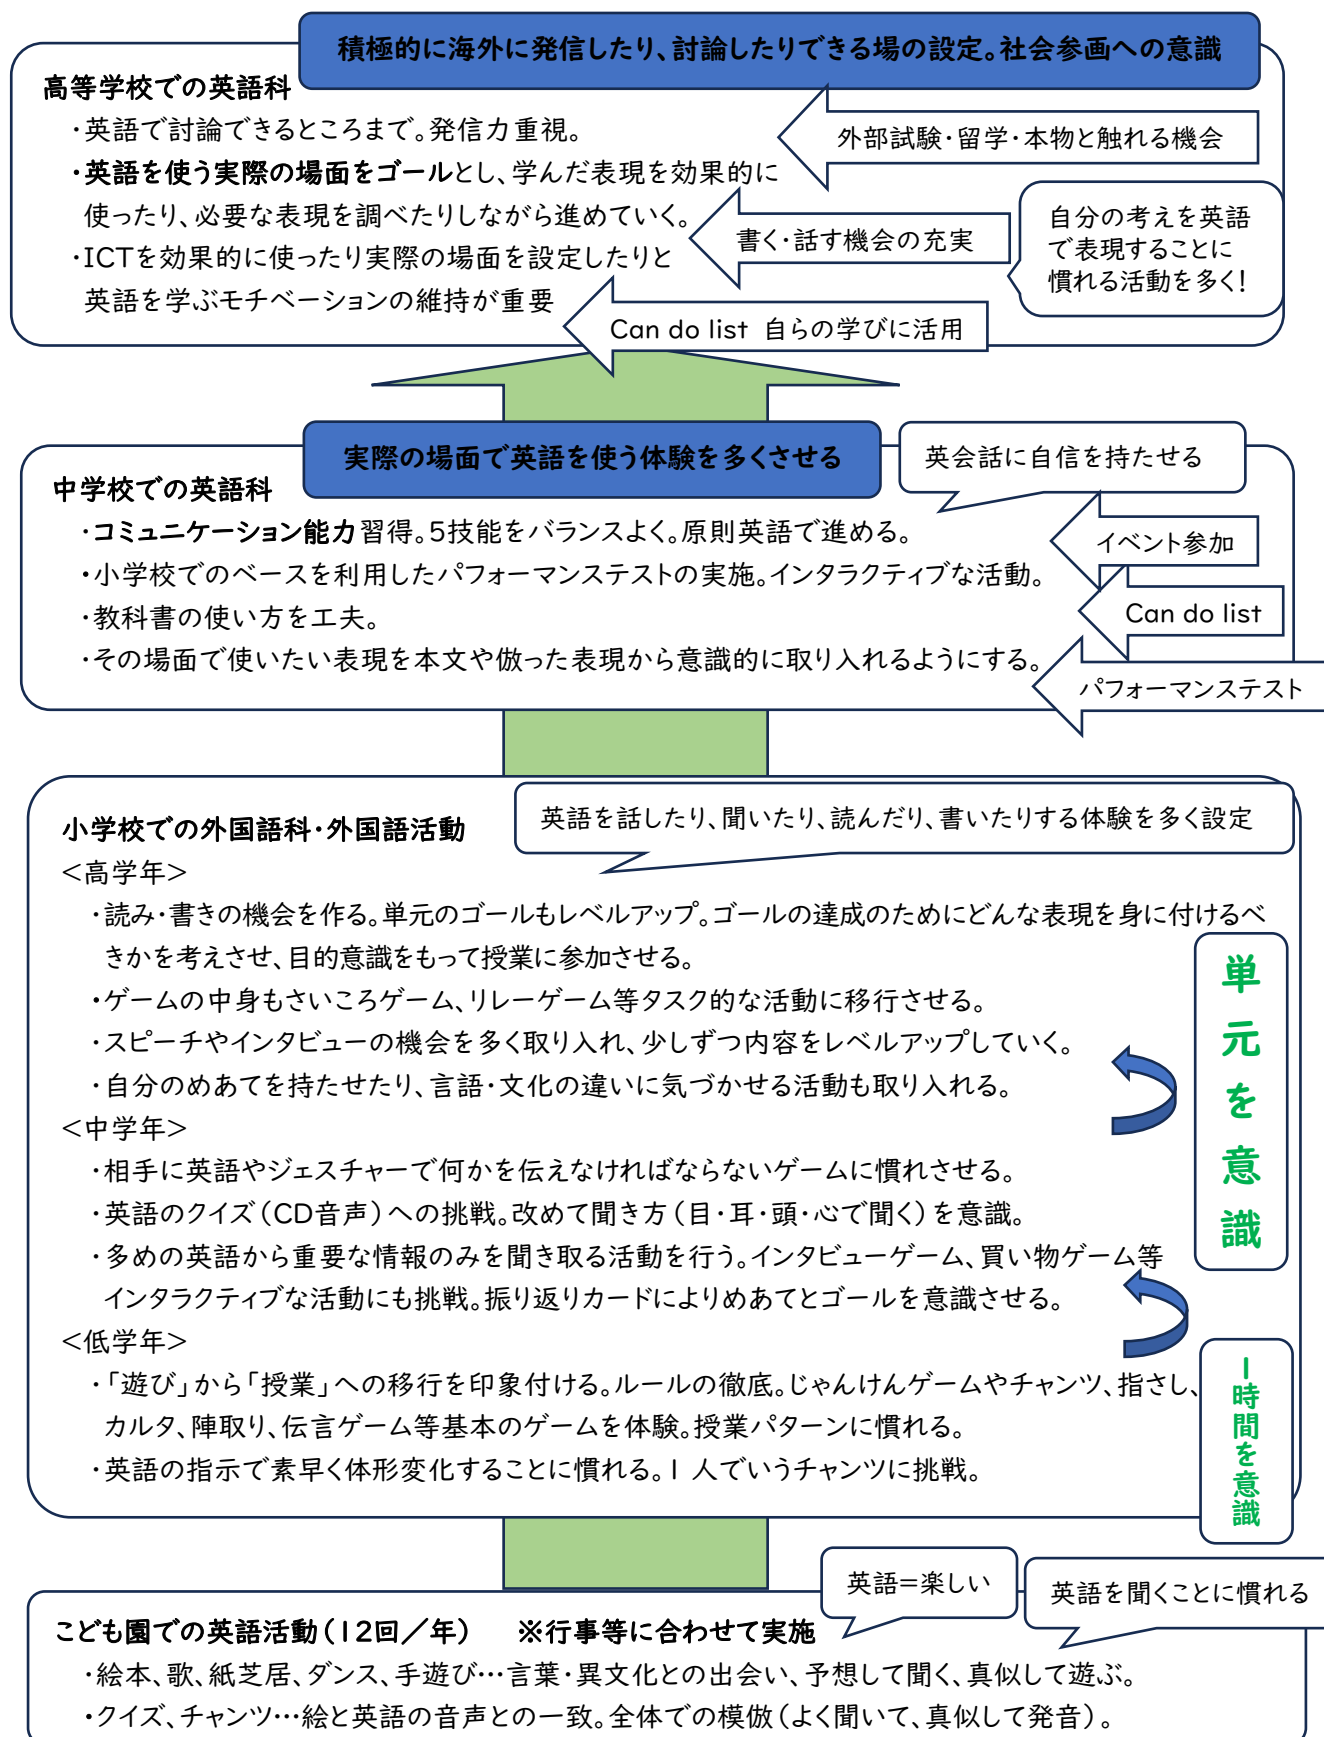 積極的に海外に発信したり、討論したりできる場の設定。社会参画への意識
高等学校での英語科
・英語で討論できるところまで。発信力重視。
外部試験・留学・本物と触れる機会
・英語を使う実際の場面をゴールとし、学んだ表現を効果的に
使ったり、必要な表現を調べたりしながら進めていく。
書く・話す機会の充実
自分の考えを英語
で表現することに
慣れる活動を多く!
・ICTを効果的に使ったり実際の場面を設定したりと
英語を学ぶモチベーションの維持が重要
Can do list 自らの学びに活用
実際の場面で英語を使う体験を多くさせる
英会話に自信を持たせる
中学校での英語科
・コミュニケーション能力習得。5技能をバランスよく。原則英語で進める。
イベント参加
・小学校でのベースを利用したパフォーマンステストの実施。インタラクティブな活動。
・教科書の使い方を工夫。
Can do list
・その場面で使いたい表現を本文や倣った表現から意識的に取り入れるようにする。
パフォーマンステスト
英語を話したり、聞いたり、読んだり、書いたりする体験を多く設定
小学校での外国語科・外国語活動
<高学年>
・読み・書きの機会を作る。単元のゴールもレベルアップ。ゴールの達成のためにどんな表現を身に付けるべ
きかを考えさせ、目的意識をもって授業に参加させる。
・ゲームの中身もさいころゲーム、リレーゲーム等タスク的な活動に移行させる。
・スピーチやインタビューの機会を多く取り入れ、少しずつ内容をレベルアップしていく。
・自分のめあてを持たせたり、言語・文化の違いに気づかせる活動も取り入れる。
単元を意識
<中学年>
・相手に英語やジェスチャーで何かを伝えなければならないゲームに慣れさせる。
・英語のクイズ(CD音声)への挑戦。改めて聞き方(目・耳・頭・心で聞く)を意識。
・多めの英語から重要な情報のみを聞き取る活動を行う。インタビューゲーム、買い物ゲーム等
インタラクティブな活動にも挑戦。振り返りカードによりめあてとゴールを意識させる。
<低学年>
・「遊び」から「授業」への移行を印象付ける。ルールの徹底。じゃんけんゲームやチャンツ、指さし、
カルタ、陣取り、伝言ゲーム等基本のゲームを体験。授業パターンに慣れる。
・英語の指示で素早く体形変化することに慣れる。1人でいうチャンツに挑戦。
1時間を意識
英語=楽しい
英語を聞くことに慣れる
こども園での英語活動(12回/年) ※行事等に合わせて実施
・絵本、歌、紙芝居、ダンス、手遊び…言葉・異文化との出会い、予想して聞く、真似して遊ぶ。
・クイズ、チャンツ…絵と英語の音声との一致。全体での模倣(よく聞いて、真似して発音)。